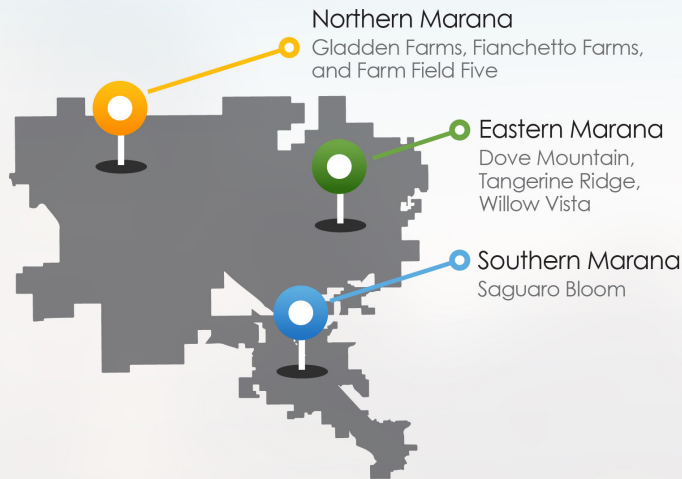 Northern Marana
Gladden Farms, Fianchetto Farms,
and Farm Field Five
Eastern Marana
Dove Mountain,
Tangerine Ridge,
Willow Vista
Southern Marana
Saguaro Bloom